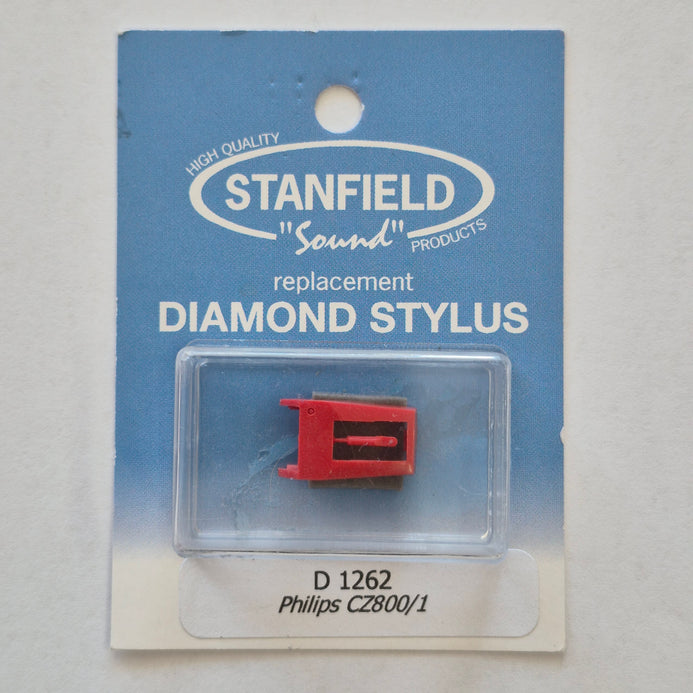 HIGH QUALITY
STANFIELD
"Sound"
PRODUCTS
replacement
DIAMOND STYLUS
D 1262
Philips CZ800/1